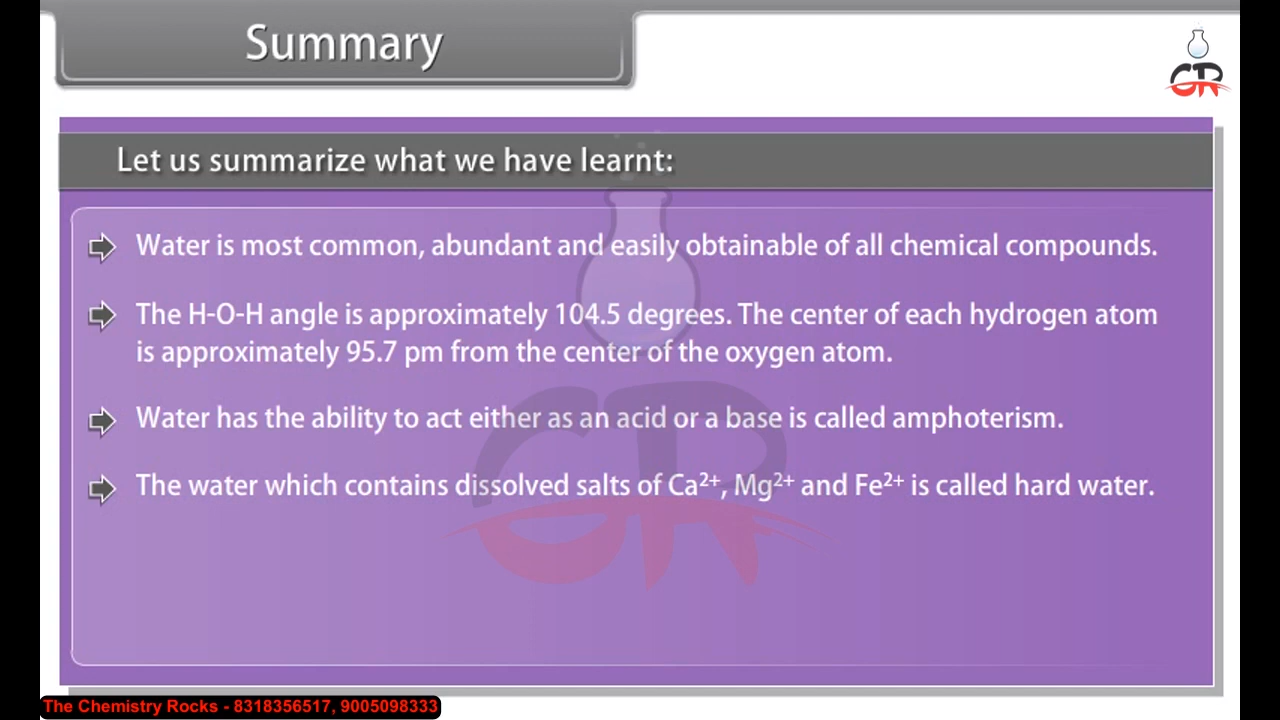 Summary
CR
Let us summarize what we have learnt:
Water is most common, abundant and easily obtainable of all chemical compounds.
The H-O-H angle is approximately 104.5 degrees. The center of each hydrogen atom
is approximately 95.7 pm from the center of the oxygen atom.
Water has the ability to act either as an acid or a base is called amphoterism.
The water which contains dissolved salts of Ca²⁺, Mg²⁺ and Fe²⁺ is called hard water.
CR
The Chemistry Rocks - 8318356517, 9005098333